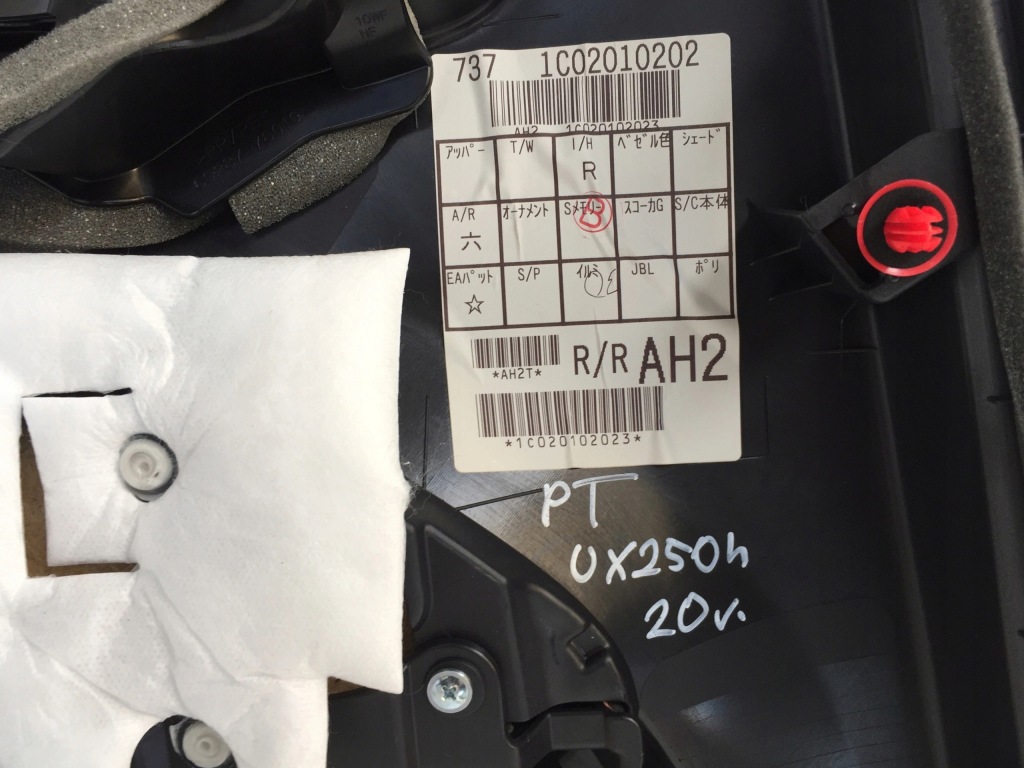 10WF
737 1C02010202
AH2 1C020102023
アッパー T/W I/H ベゼル色 シェード
R
A/R オーナメント Sメモリー スコーカG S/C本体
六 B
EAパット S/P イルミ JBL ポリ
☆
*AH2T* R/R AH2
*1C020102023*
PT
UX250h
20v.